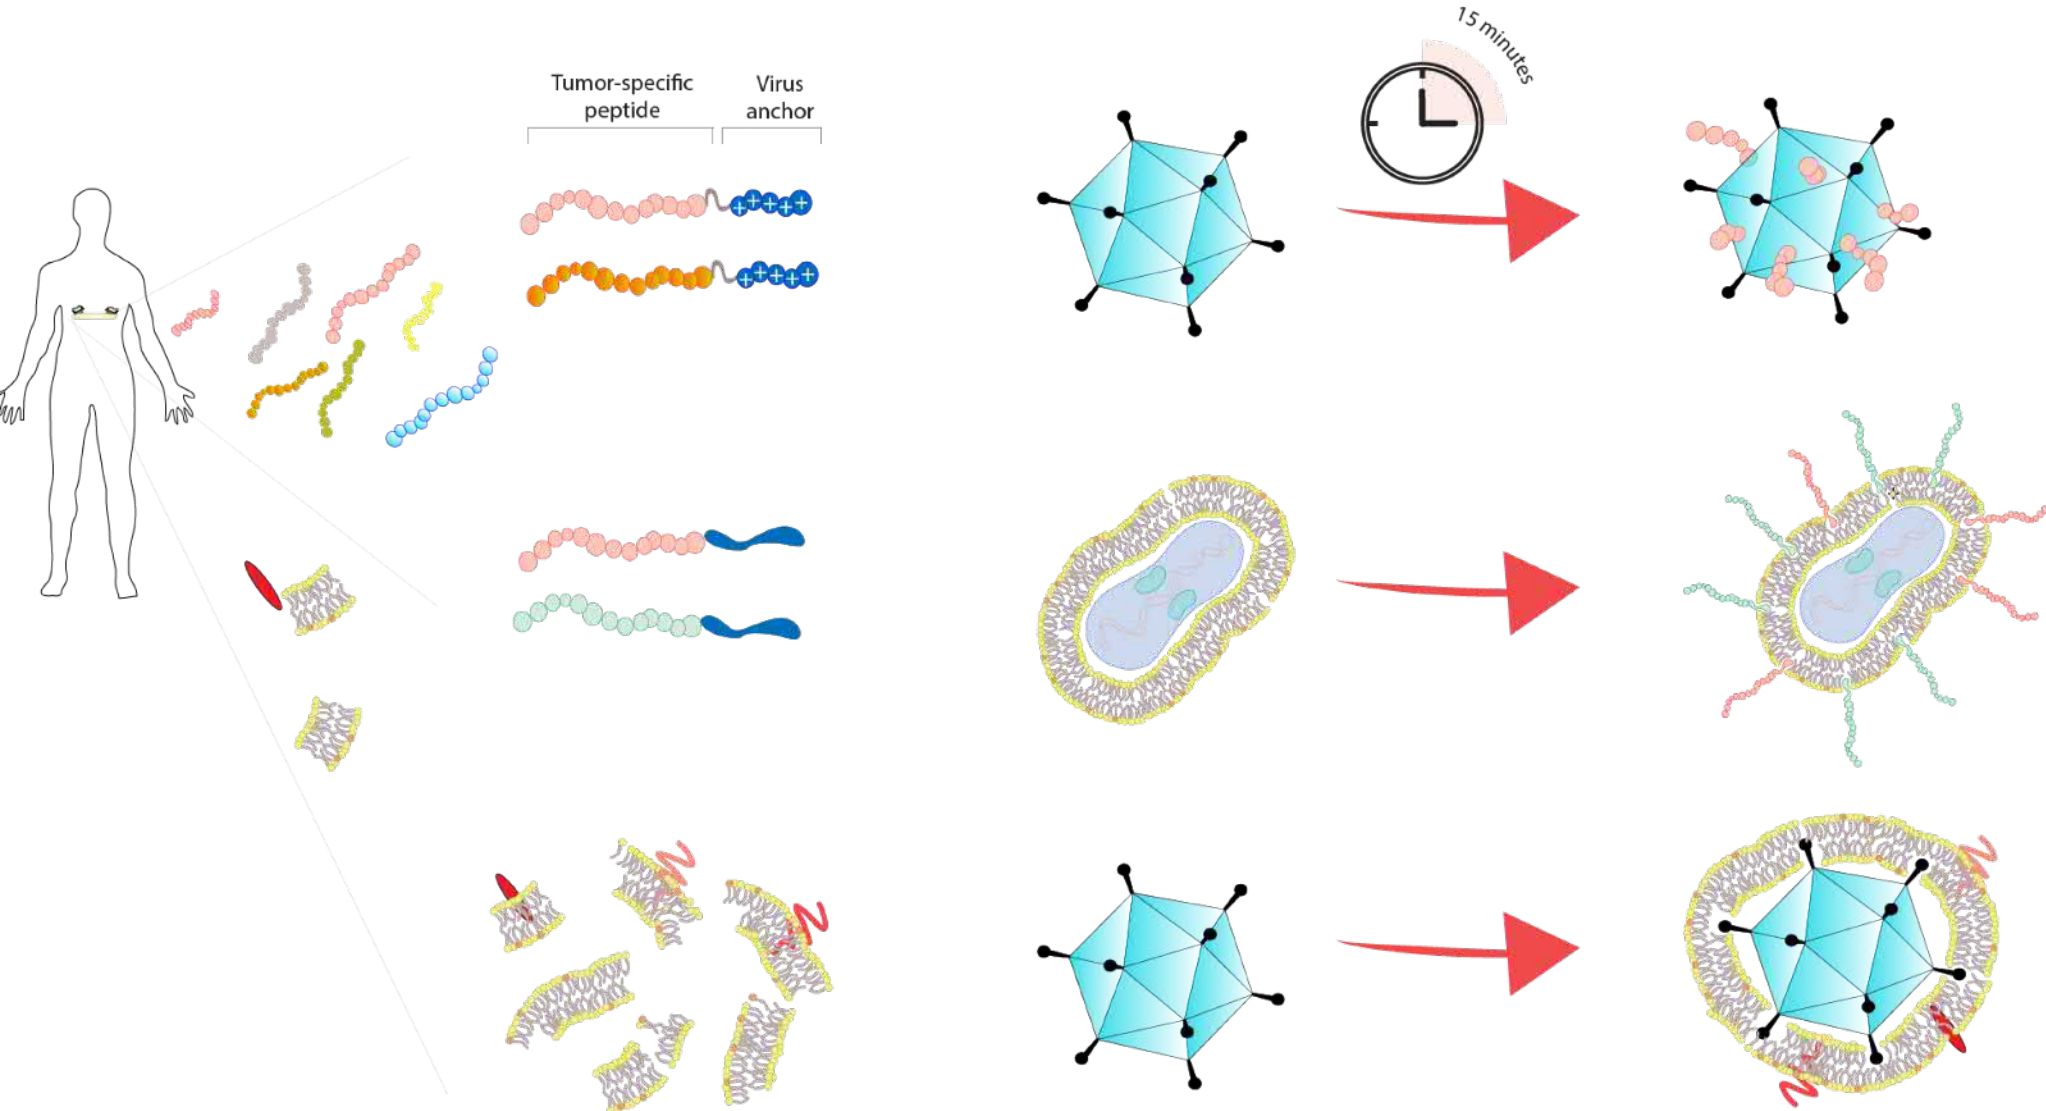 Tumor-specific
peptide
Virus
anchor
15 minutes
+++++
+++++